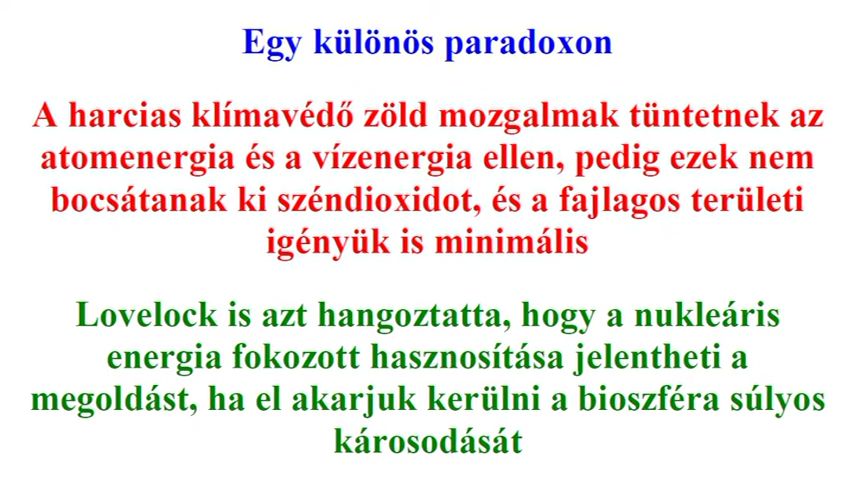 Egy különös paradoxon
A harcias klímavédő zöld mozgalmak tüntetnek az
atomenergia és a vízenergia ellen, pedig ezek nem
bocsátanak ki széndioxidot, és a fajlagos területi
igényük is minimális
Lovelock is azt hangoztatta, hogy a nukleáris
energia fokozott hasznosítása jelentheti a
megoldást, ha el akarjuk kerülni a bioszféra súlyos
károsodását